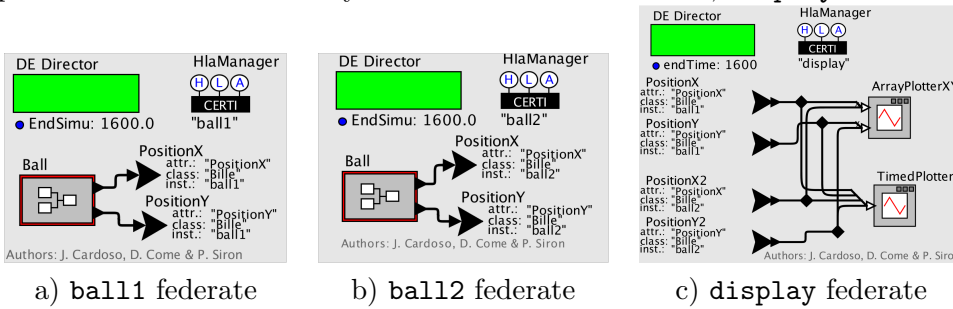 DE Director
HlaManager
H L A
CERTI
EndSimu: 1600.0
"ball1"
Ball
PositionX
attr.: "PositionX"
class: "Bille"
inst.: "ball1"
PositionY
attr.: "PositionY"
class: "Bille"
inst.: "ball1"
Authors: J. Cardoso, D. Come & P. Siron
a) ball1 federate
DE Director
HlaManager
H L A
CERTI
EndSimu: 1600.0
"ball2"
Ball
PositionX
attr.: "PositionX"
class: "Bille"
inst.: "ball2"
PositionY
attr.: "PositionY"
class: "Bille"
inst.: "ball2"
Authors: J. Cardoso, D. Come & P. Siron
b) ball2 federate
DE Director
HlaManager
H L A
CERTI
endTime: 1600
"display"
PositionX
attr.: "PositionX"
class: "Bille"
inst.: "ball1"
PositionY
attr.: "PositionY"
class: "Bille"
inst.: "ball1"
PositionX2
attr.: "PositionX"
class: "Bille"
inst.: "ball2"
PositionY2
attr.: "PositionY"
class: "Bille"
inst.: "ball2"
ArrayPlotterXY
TimedPlotter
Authors: J. Cardoso, D. Come & P. Siron
c) display federate